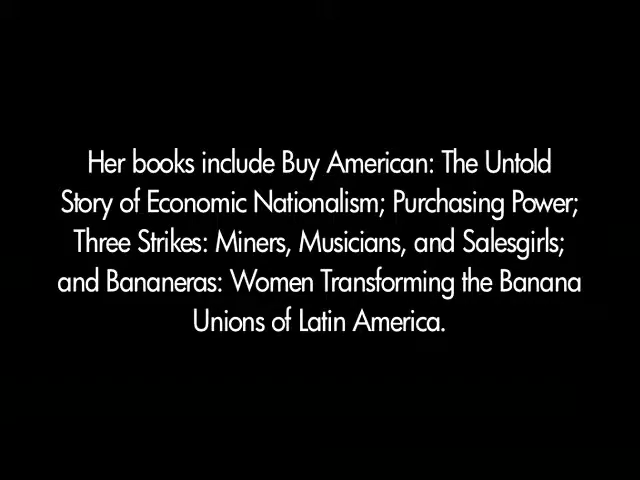 Her books include Buy American: The Untold
Story of Economic Nationalism; Purchasing Power;
Three Strikes: Miners, Musicians, and Salesgirls;
and Bananeras: Women Transforming the Banana
Unions of Latin America.